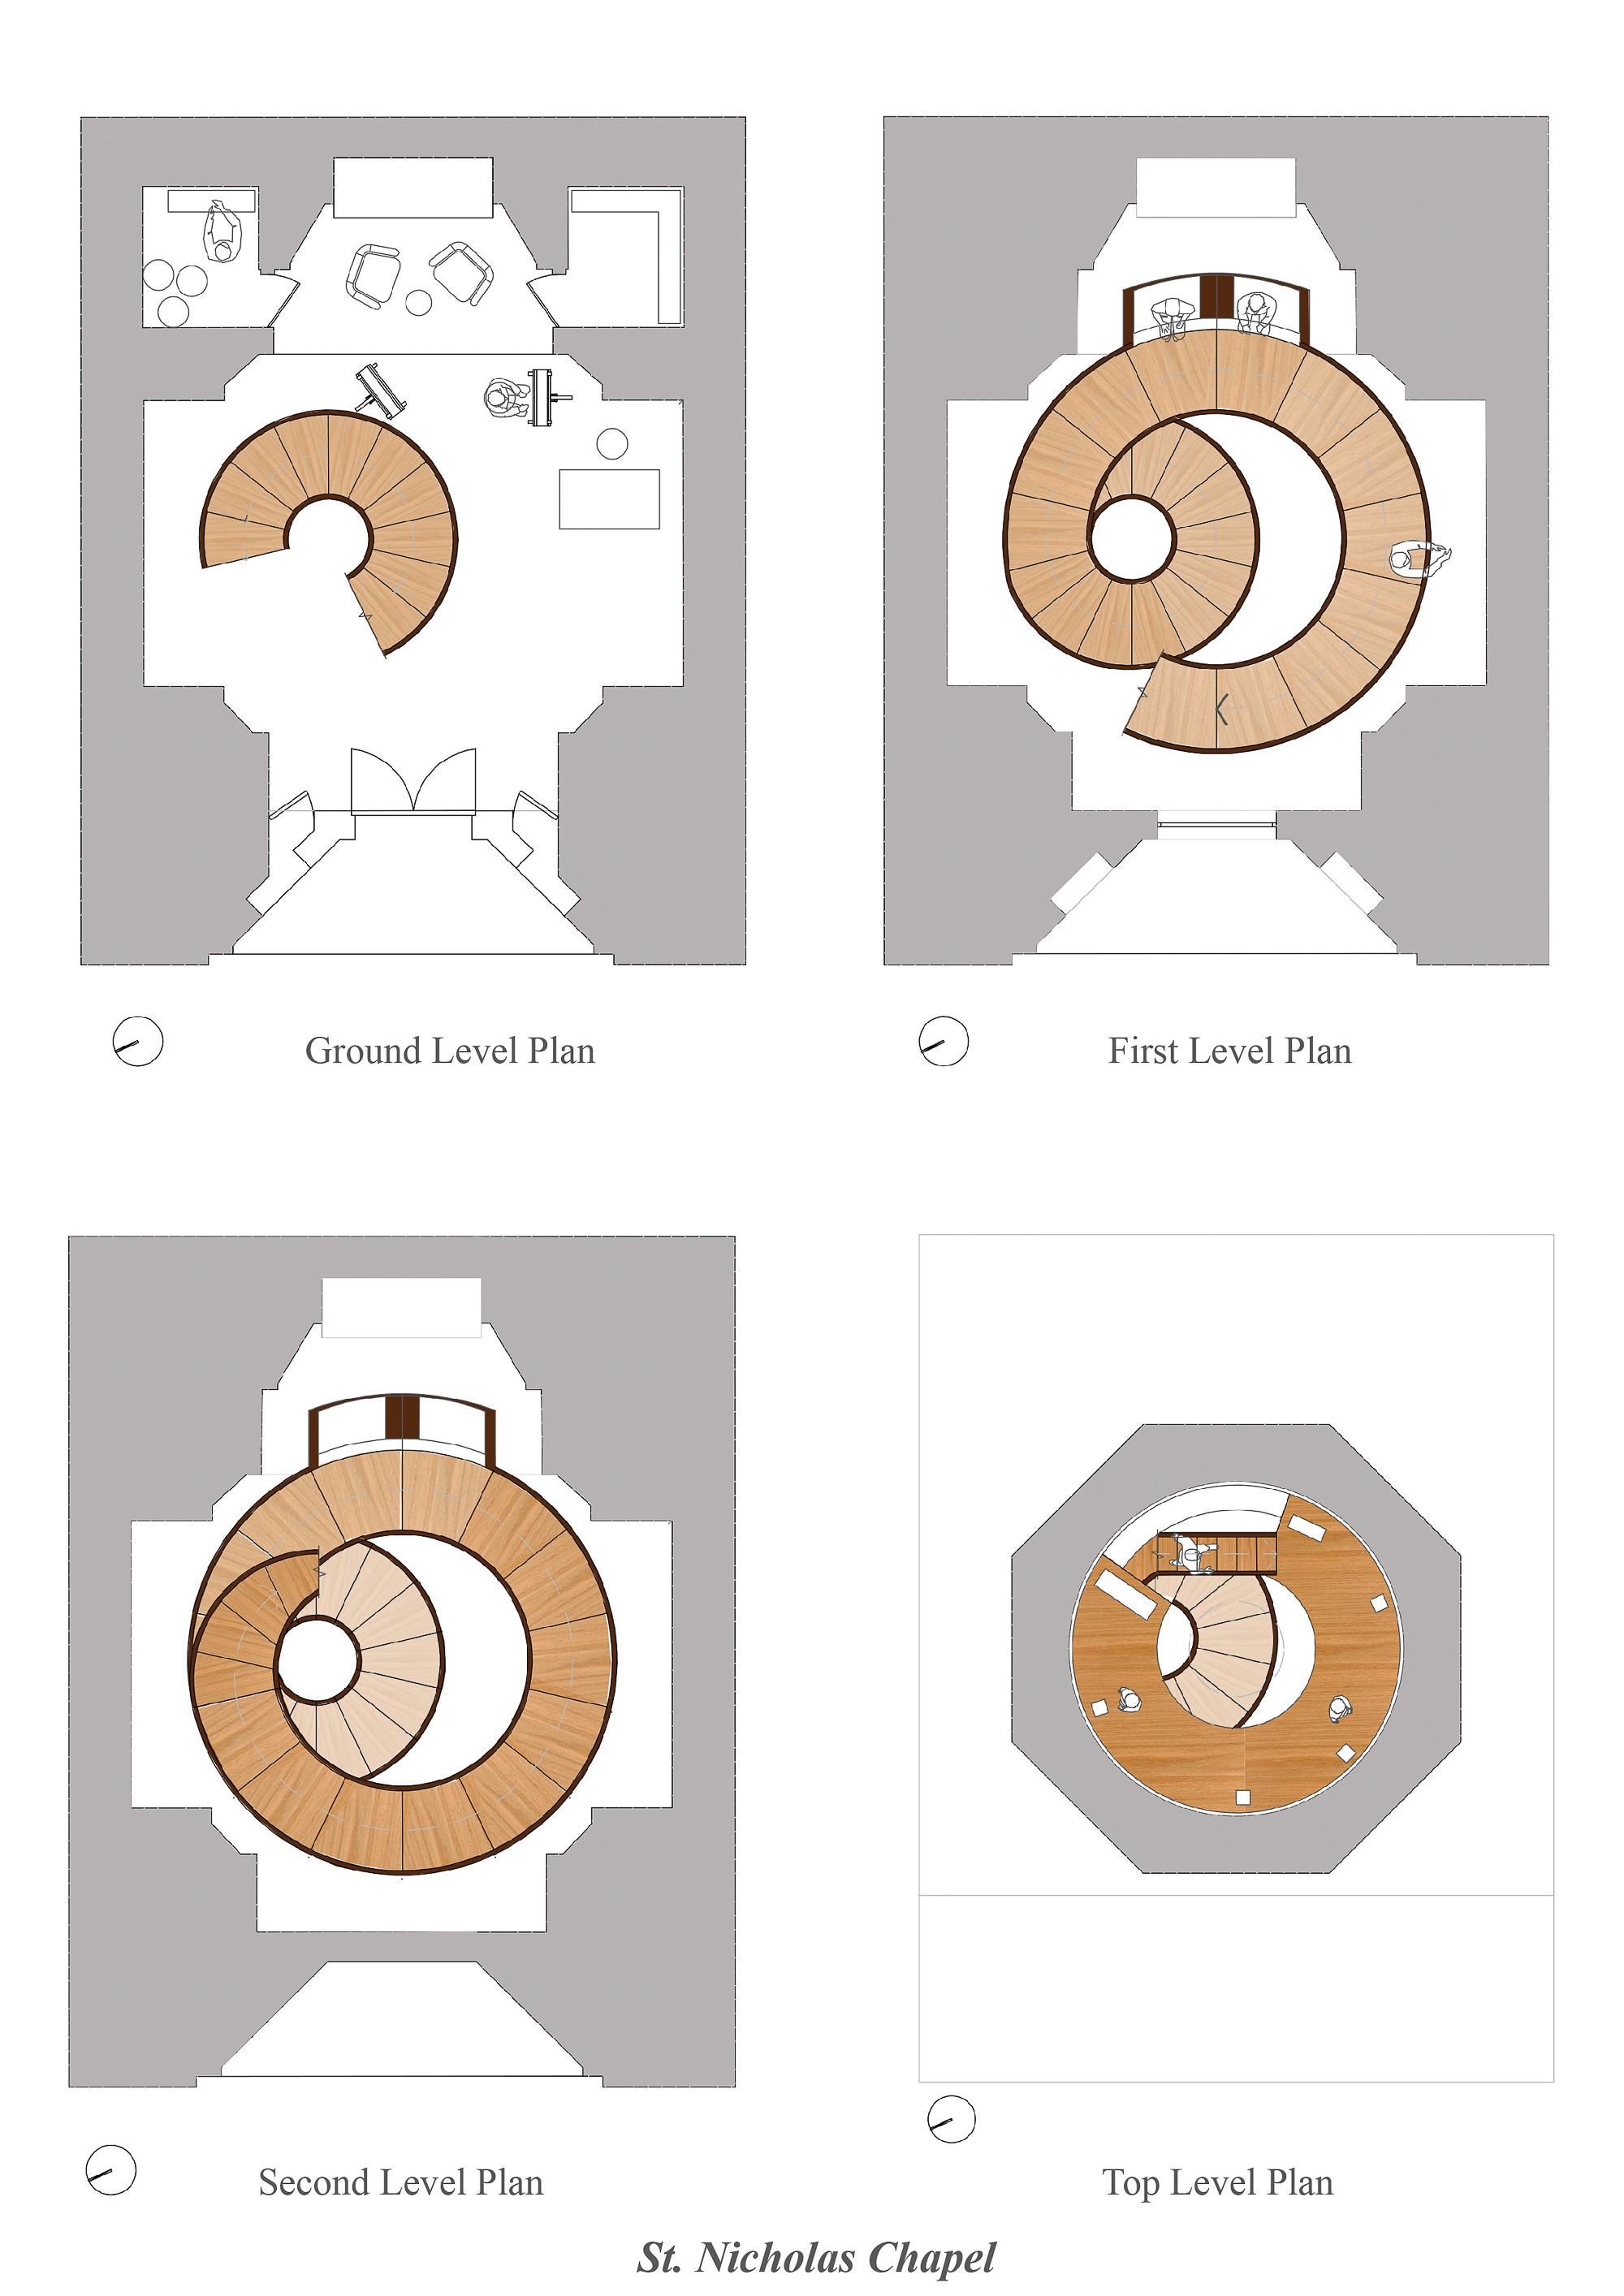 Ground Level Plan
First Level Plan
Second Level Plan
Top Level Plan
St. Nicholas Chapel